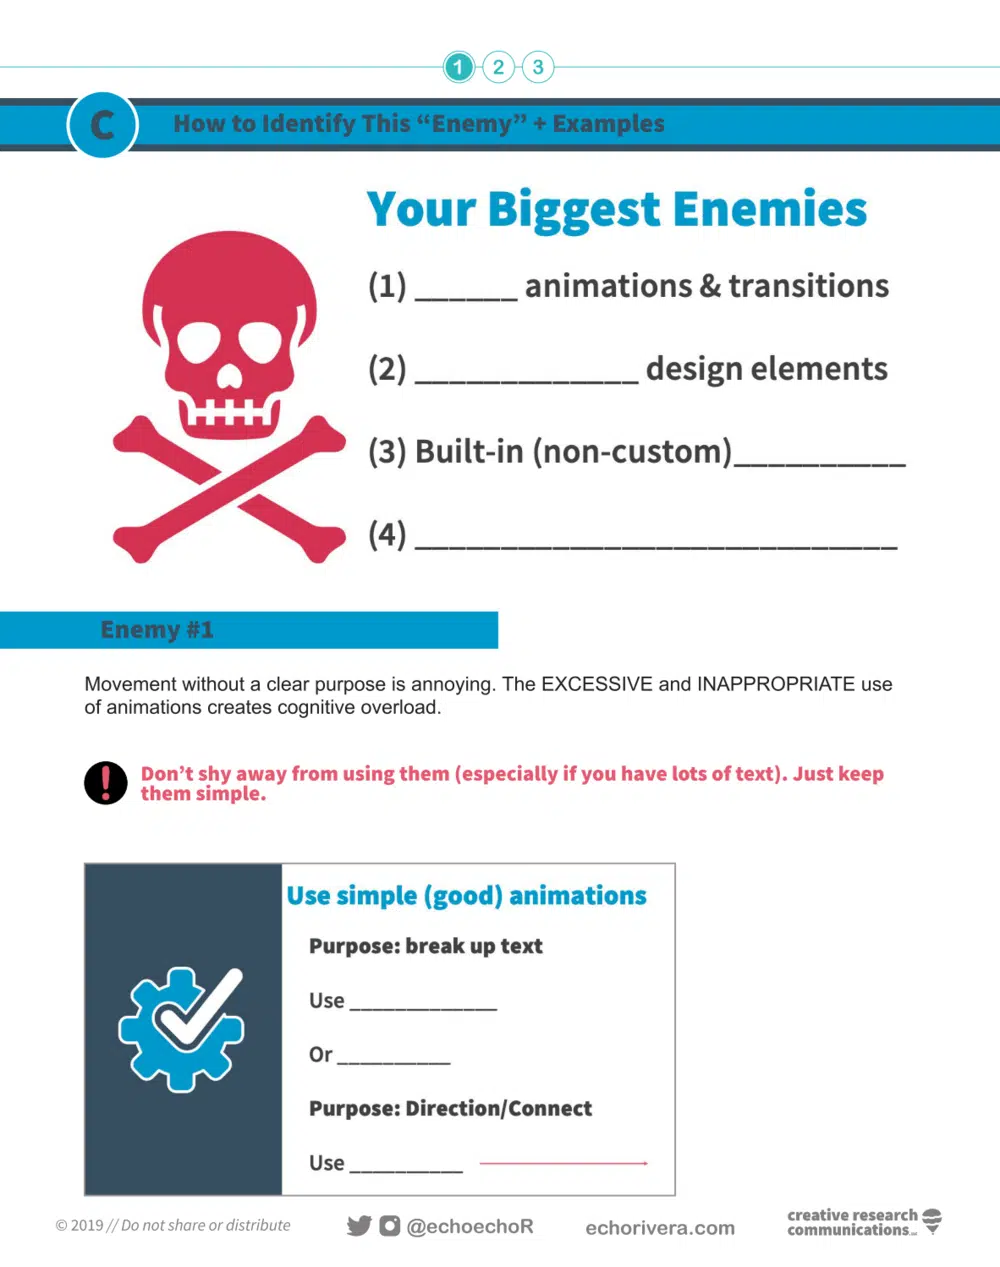 1 2 3
C How to Identify This “Enemy” + Examples
Your Biggest Enemies
(1) ______ animations & transitions
(2) _____________ design elements
(3) Built-in (non-custom)__________
(4) ____________________________
Enemy #1
Movement without a clear purpose is annoying. The EXCESSIVE and INAPPROPRIATE use
of animations creates cognitive overload.
! Don’t shy away from using them (especially if you have lots of text). Just keep
them simple.
Use simple (good) animations
Purpose: break up text
Use _____________
Or __________
Purpose: Direction/Connect
Use __________
© 2019 // Do not share or distribute
@echoechoR
echorivera.com
creative research
communications